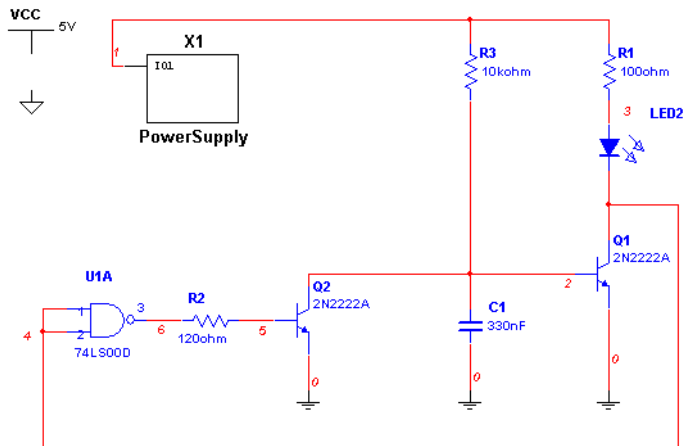 VCC
5V
X1
1
IO1
PowerSupply
R3
10kohm
R1
100ohm
3
LED2
Q1
2N2222A
2
U1A
1
2
3
4
74LS00D
6
R2
120ohm
5
Q2
2N2222A
C1
330nF
0
0
0